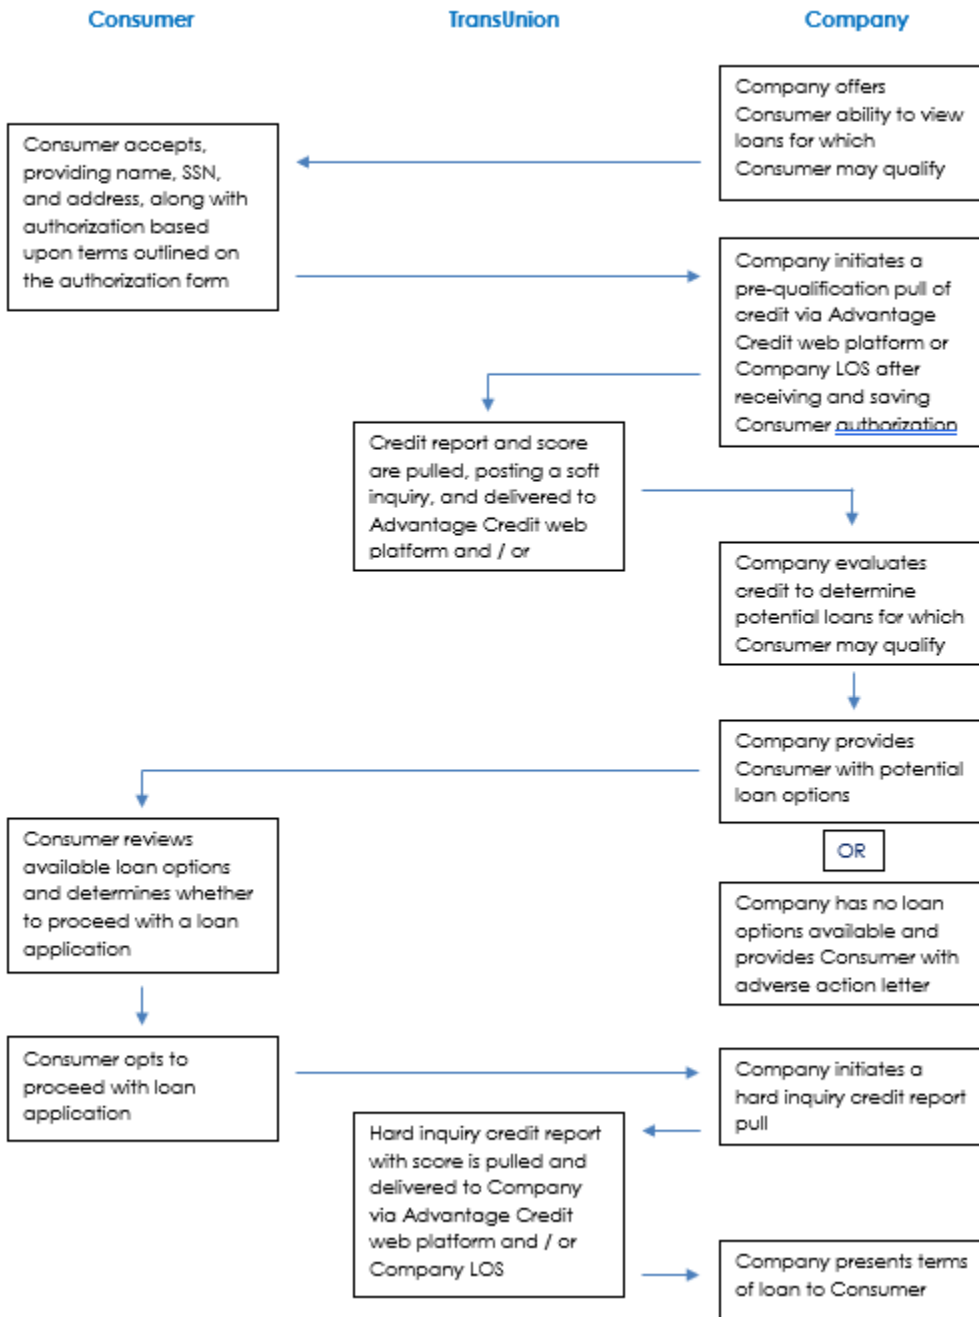 Consumer
TransUnion
Company
Company offers
Consumer ability to view
loans for which
Consumer may qualify
Consumer accepts,
providing name, SSN,
and address, along with
authorization based
upon terms outlined on
the authorization form
Company initiates a
pre-qualification pull of
credit via Advantage
Credit web platform or
Company LOS after
receiving and saving
Consumer authorization
Credit report and score
are pulled, posting a soft
inquiry, and delivered to
Advantage Credit web
platform and / or
Company evaluates
credit to determine
potential loans for which
Consumer may qualify
Company provides
Consumer with potential
loan options
OR
Company has no loan
options available and
provides Consumer with
adverse action letter
Consumer reviews
available loan options
and determines whether
to proceed with a loan
application
Consumer opts to
proceed with loan
application
Company initiates a
hard inquiry credit report
pull
Hard inquiry credit report
with score is pulled and
delivered to Company
via Advantage Credit
web platform and / or
Company LOS
Company presents terms
of loan to Consumer